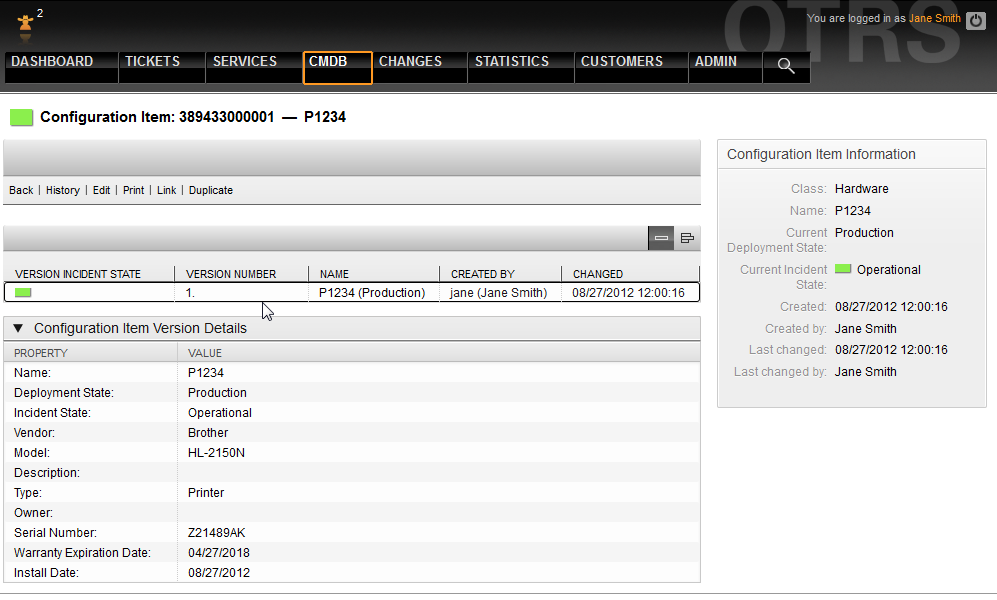 2
You are logged in as Jane Smith
OTRS
DASHBOARD TICKETS SERVICES CMDB CHANGES STATISTICS CUSTOMERS ADMIN
Configuration Item: 389433000001 — P1234
Back | History | Edit | Print | Link | Duplicate
VERSION INCIDENT STATE VERSION NUMBER NAME CREATED BY CHANGED
1. P1234 (Production) jane (Jane Smith) 08/27/2012 12:00:16
Configuration Item Version Details
PROPERTY VALUE
Name: P1234
Deployment State: Production
Incident State: Operational
Vendor: Brother
Model: HL-2150N
Description:
Type: Printer
Owner:
Serial Number: Z21489AK
Warranty Expiration Date: 04/27/2018
Install Date: 08/27/2012
Configuration Item Information
Class: Hardware
Name: P1234
Current Production
Deployment State:
Current Incident Operational
State:
Created: 08/27/2012 12:00:16
Created by: Jane Smith
Last changed: 08/27/2012 12:00:16
Last changed by: Jane Smith